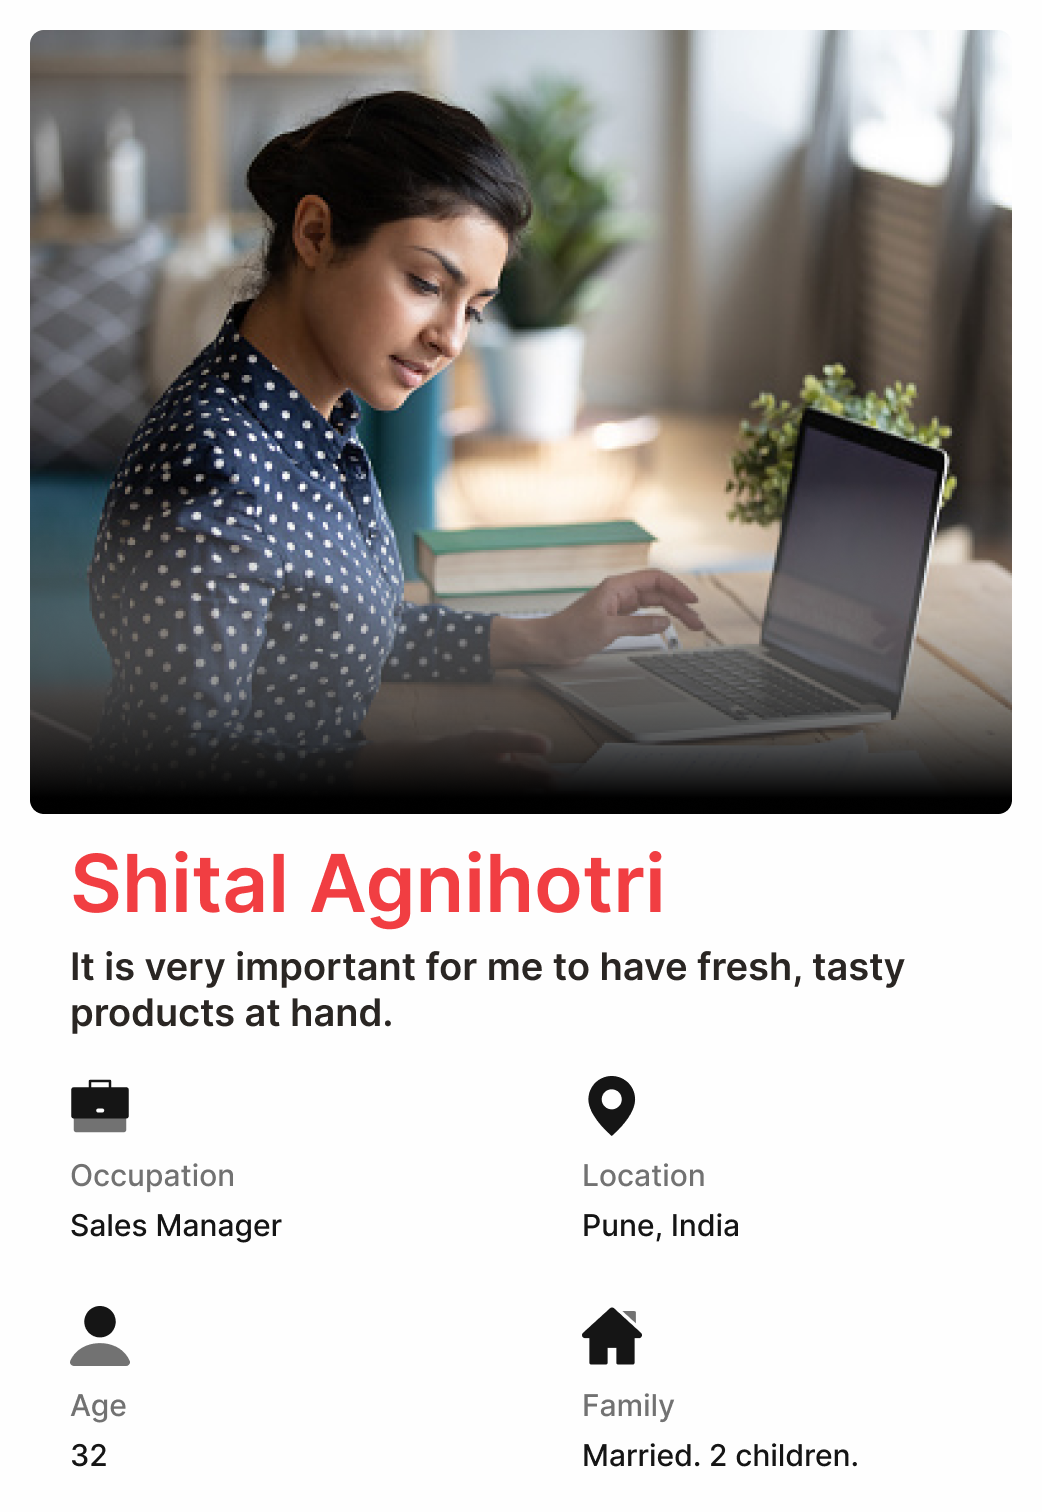 Shital Agnihotri
It is very important for me to have fresh, tasty
products at hand.
Occupation
Sales Manager
Location
Pune, India
Age
32
Family
Married. 2 children.